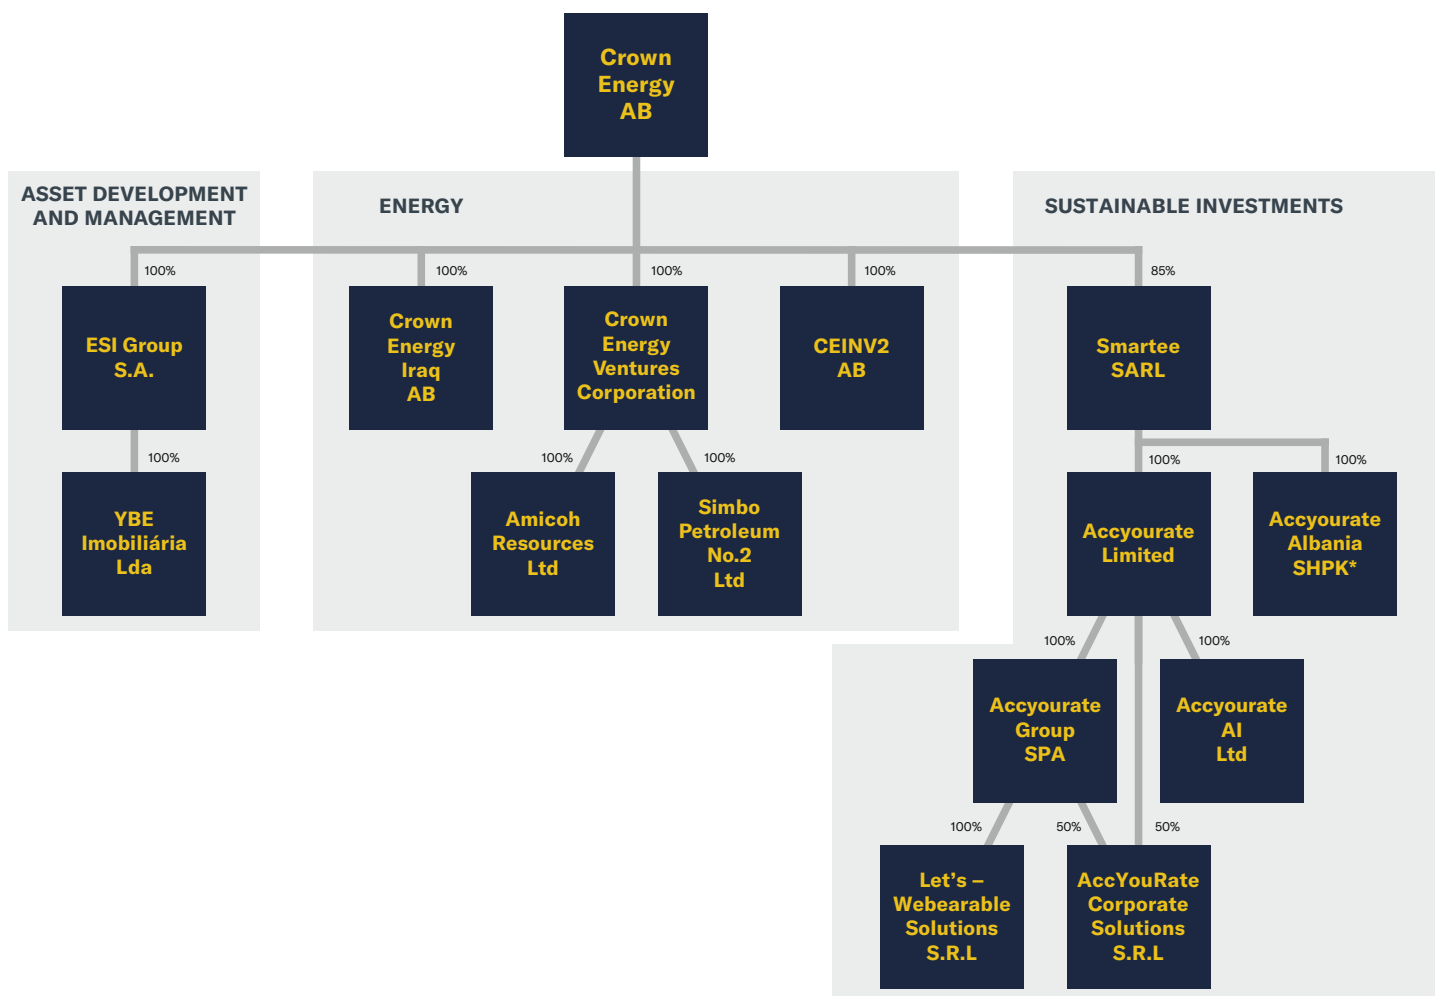 Crown
Energy
AB
ASSET DEVELOPMENT
AND MANAGEMENT
ENERGY
SUSTAINABLE INVESTMENTS
100%
100%
100%
100%
85%
ESI Group
S.A.
Crown
Energy
Iraq
AB
Crown
Energy
Ventures
Corporation
CEINV2
AB
Smartee
SARL
100%
100%
100%
100%
100%
YBE
Imobiliária
Lda
Amicoh
Resources
Ltd
Simbo
Petroleum
No.2
Ltd
Accyourate
Limited
Accyourate
Albania
SHPK*
100%
100%
Accyourate
Group
SPA
Accyourate
AI
Ltd
100%
50%
50%
Let’s –
Webearable
Solutions
S.R.L
AccYouRate
Corporate
Solutions
S.R.L